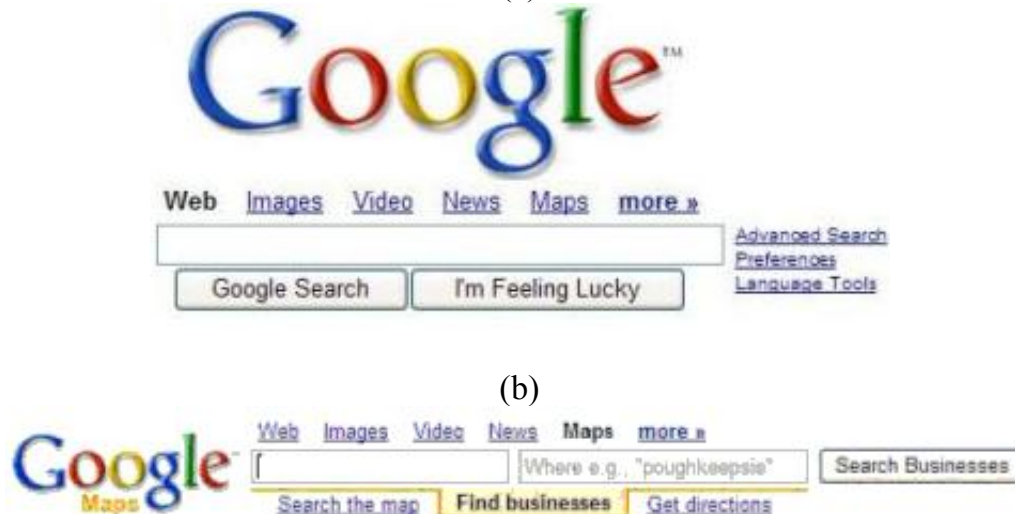 Google™
Web Images Video News Maps more »
Advanced Search
Preferences
Language Tools
Google Search I'm Feeling Lucky
(b)
Web Images Video News Maps more »
Google Maps
Where e.g., "poughkeepsie" Search Businesses
Search the map Find businesses Get directions